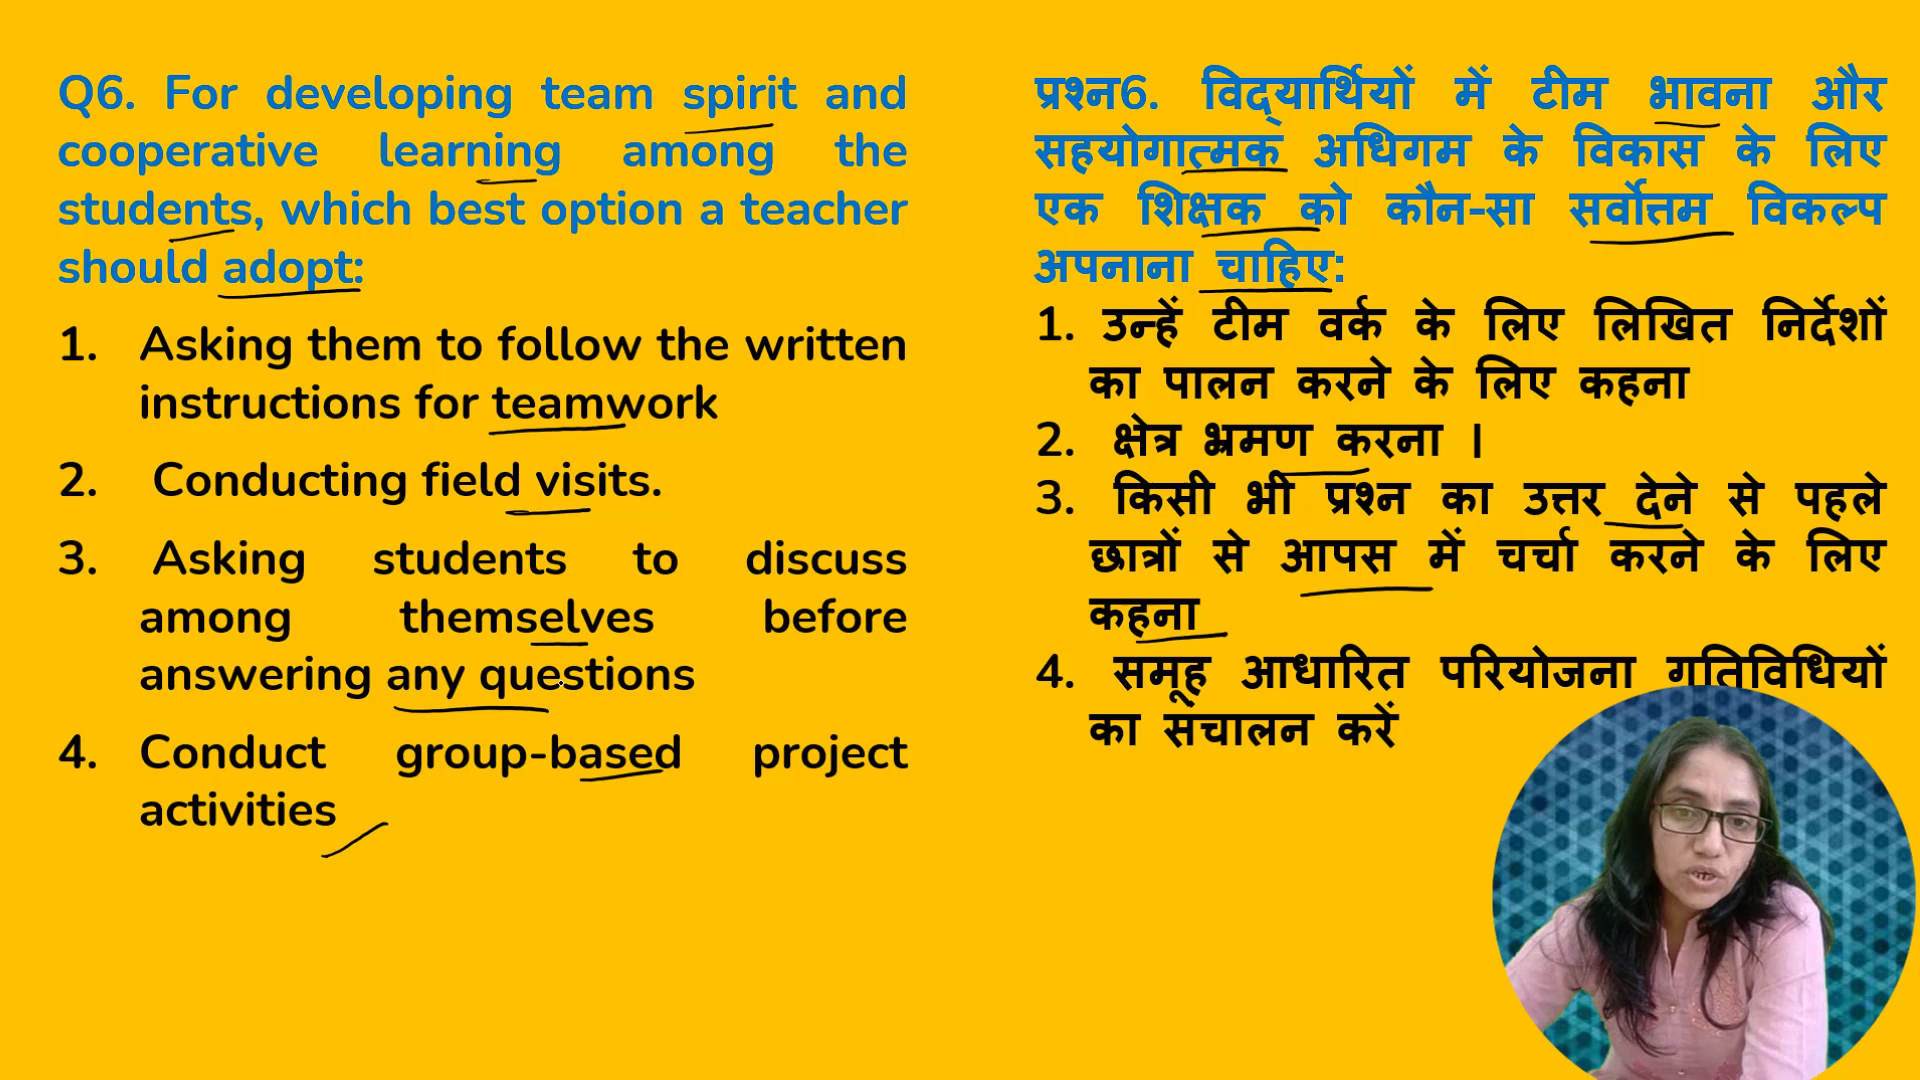 Q6. For developing team spirit and
cooperative learning among the
students, which best option a teacher
should adopt:
1. Asking them to follow the written
instructions for teamwork
2. Conducting field visits.
3. Asking students to discuss
among themselves before
answering any questions
4. Conduct group-based project
activities
प्रश्न6. विद्यार्थियों में टीम भावना और
सहयोगात्मक अधिगम के विकास के लिए
एक शिक्षक को कौन-सा सर्वोत्तम विकल्प
अपनाना चाहिए:
1. उन्हें टीम वर्क के लिए लिखित निर्देशों
का पालन करने के लिए कहना
2. क्षेत्र भ्रमण करना ।
3. किसी भी प्रश्न का उत्तर देने से पहले
छात्रों से आपस में चर्चा करने के लिए
कहना
4. समूह आधारित परियोजना गतिविधियों
का संचालन करें